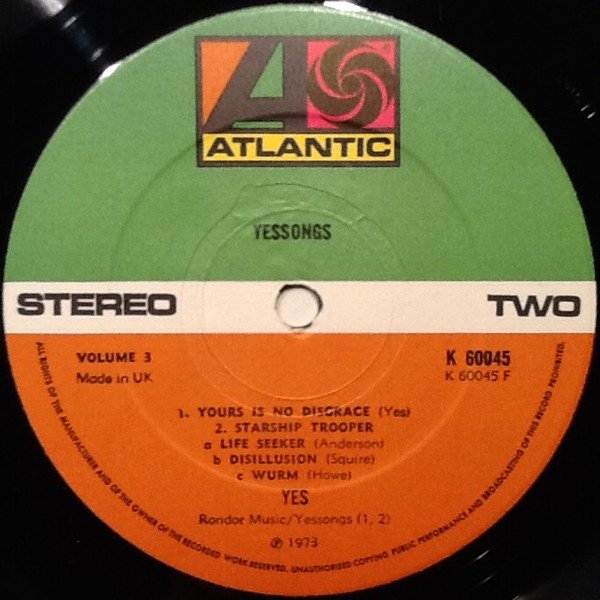 ATLANTIC
YESSONGS
STEREO TWO
VOLUME 3 K 60045
Made in UK K 60045 F
1. YOURS IS NO DISGRACE (Yes)
2. STARSHIP TROOPER
a LIFE SEEKER (Anderson)
b DISILLUSION (Squire)
c WURM (Howe)
YES
Rondor Music/Yessongs (1, 2)
℗ 1973
ALL RIGHTS OF THE MANUFACTURER AND OF THE OWNER OF THE RECORDED WORK RESERVED. UNAUTHORISED COPYING PUBLIC PERFORMANCE AND BROADCASTING OF THIS RECORD PROHIBITED.